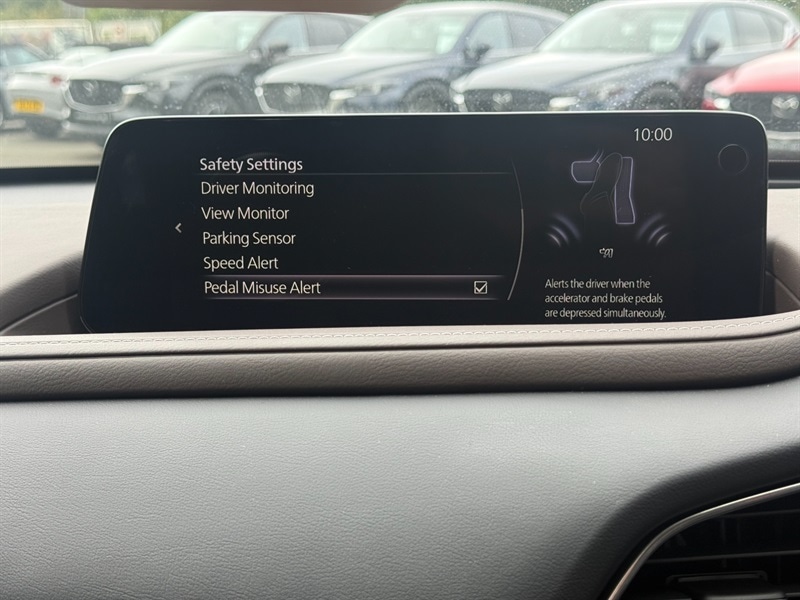 10:00
Safety Settings
Driver Monitoring
View Monitor
Parking Sensor
Speed Alert
Pedal Misuse Alert
Alerts the driver when the
accelerator and brake pedals
are depressed simultaneously.